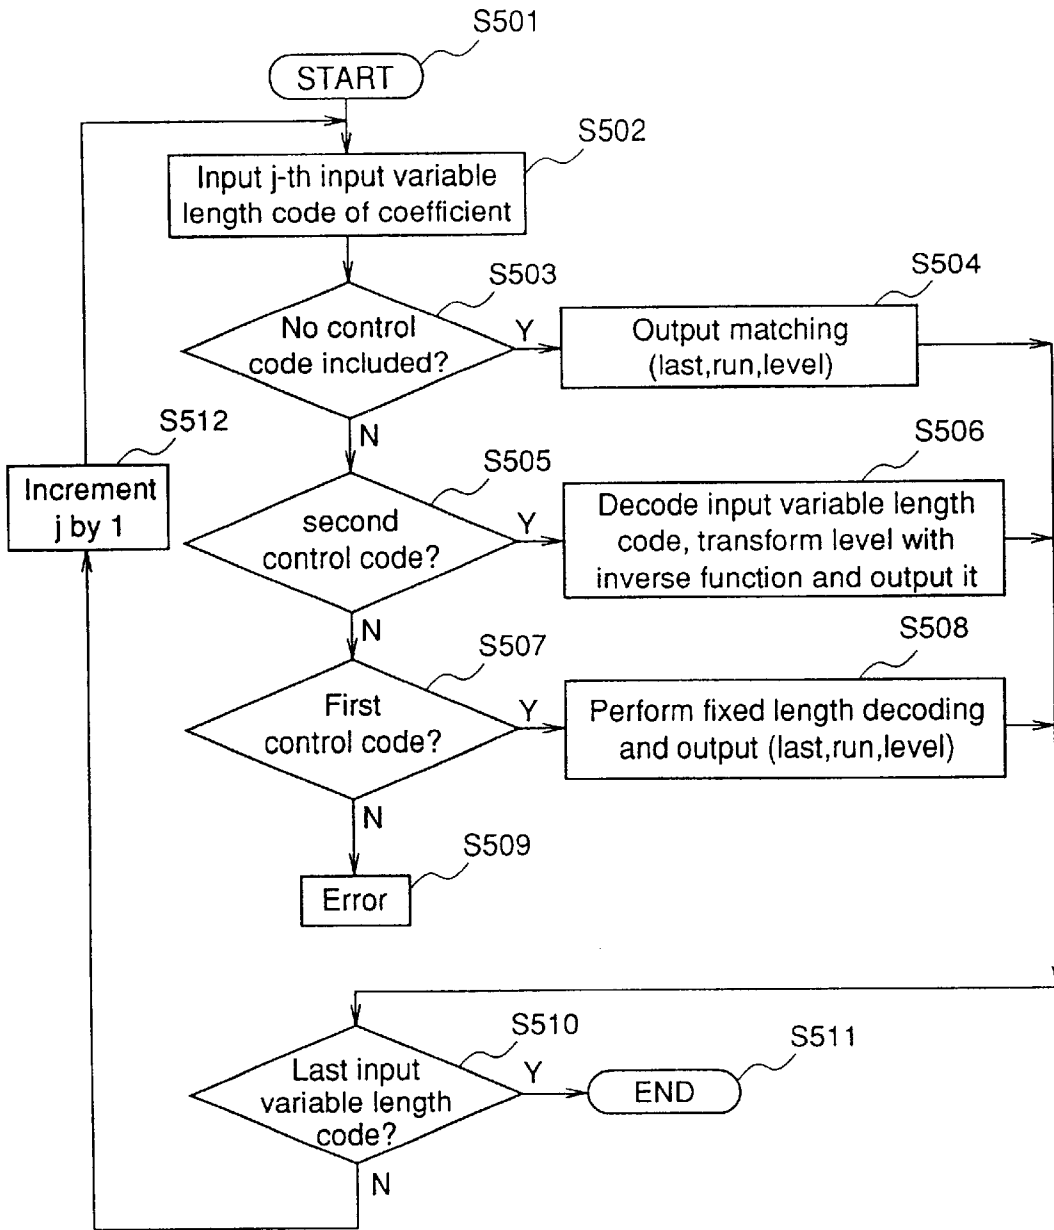 S501
START
S502
Input j-th input variable
length code of coefficient
S503
No control
code included?
Y
N
S504
Output matching
(last,run,level)
S512
Increment
j by 1
S505
second
control code?
Y
N
S506
Decode input variable length
code, transform level with
inverse function and output it
S507
First
control code?
Y
N
S508
Perform fixed length decoding
and output (last,run,level)
S509
Error
S510
Last input
variable length
code?
Y
N
S511
END